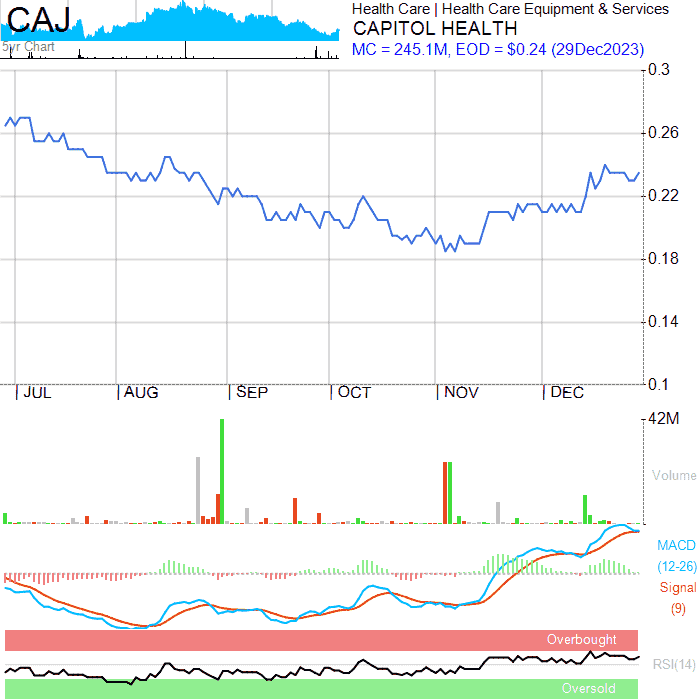 CAJ
5yr Chart
Health Care | Health Care Equipment & Services
CAPITOL HEALTH
MC = 245.1M, EOD = $0.24 (29Dec2023)
0.3
0.26
0.22
0.18
0.14
0.1
JUL AUG SEP OCT NOV DEC
42M
Volume
MACD
(12-26)
Signal
(9)
Overbought
RSI(14)
Oversold